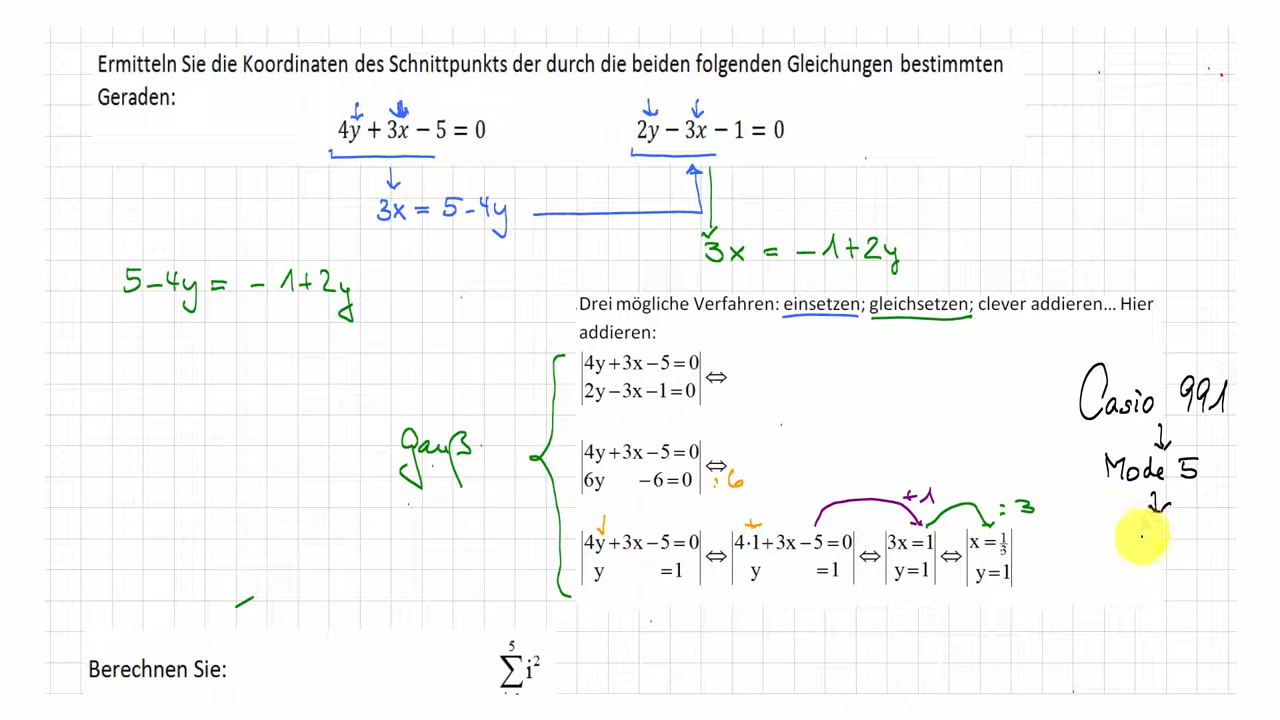 Ermitteln Sie die Koordinaten des Schnittpunkts der durch die beiden folgenden Gleichungen bestimmten
Geraden:
4y + 3x − 5 = 0    2y − 3x − 1 = 0
3x = 5 - 4y
3x = - 1 + 2y
5 - 4y = - 1 + 2y
Drei mögliche Verfahren: einsetzen; gleichsetzen; clever addieren... Hier
addieren:
|4y+3x−5=0| ⇔
|2y−3x−1=0|
Casio 991
Mode 5
Gauß
|4y+3x−5=0| ⇔
|6y −6=0| :6
+1 :3
|4y+3x−5=0| ⇔ |4·1+3x−5=0| ⇔ |3x=1| ⇔ |x=1/3|
|y =1| |y =1| |y=1| |y=1|
Berechnen Sie: 5 ∑ i²